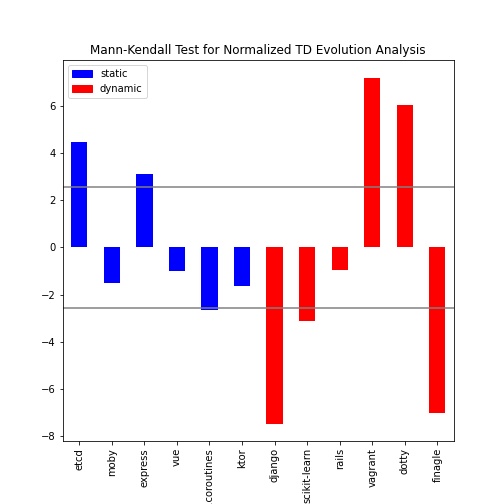 Mann-Kendall Test for Normalized TD Evolution Analysis
static
dynamic
6
4
2
0
−2
−4
−6
−8
etcd
moby
express
vue
coroutines
ktor
django
scikit-learn
rails
vagrant
dotty
finagle